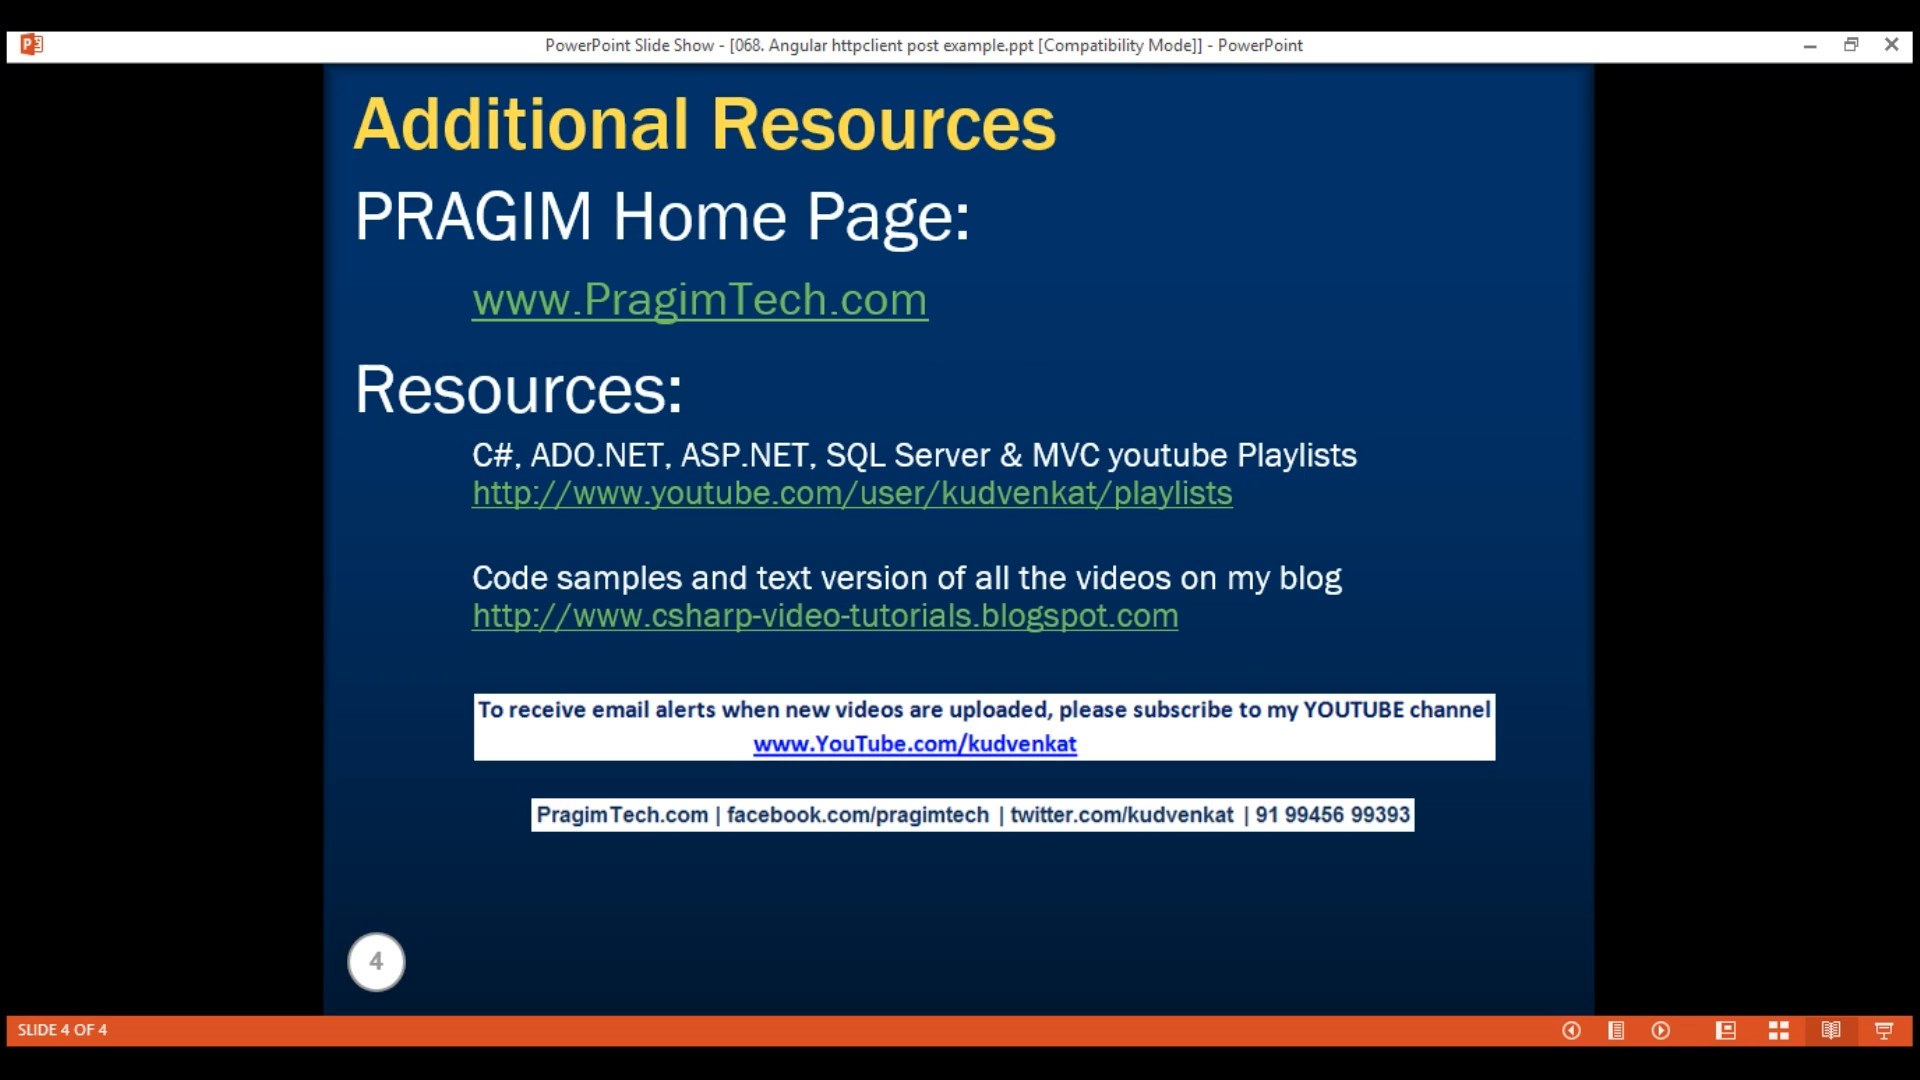 PowerPoint Slide Show - [068. Angular httpclient post example.ppt [Compatibility Mode]] - PowerPoint
Additional Resources
PRAGIM Home Page:
www.PragimTech.com
Resources:
C#, ADO.NET, ASP.NET, SQL Server & MVC youtube Playlists
http://www.youtube.com/user/kudvenkat/playlists
Code samples and text version of all the videos on my blog
http://www.csharp-video-tutorials.blogspot.com
To receive email alerts when new videos are uploaded, please subscribe to my YOUTUBE channel
www.YouTube.com/kudvenkat
PragimTech.com | facebook.com/pragimtech | twitter.com/kudvenkat | 91 99456 99393
4
SLIDE 4 OF 4